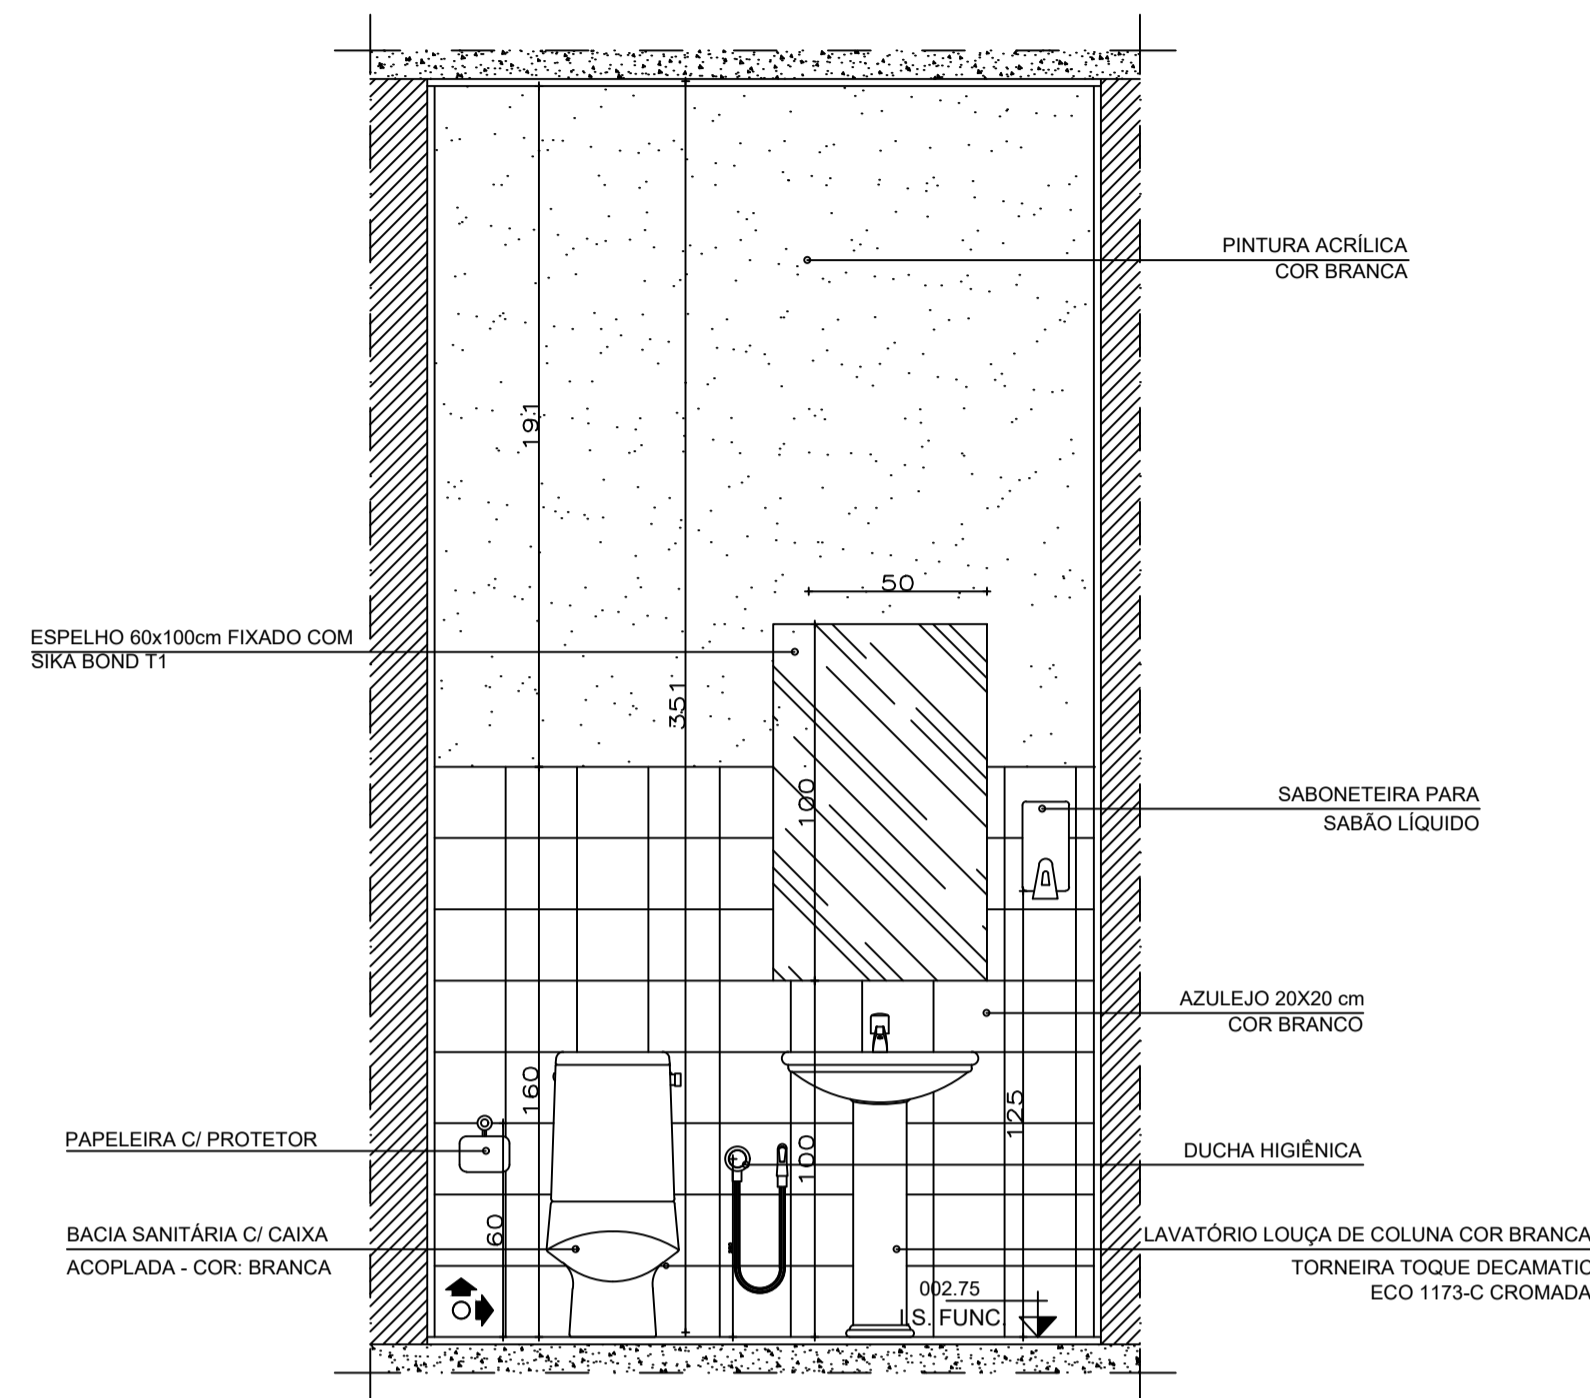 PINTURA ACRÍLICA
COR BRANCA
191
50
ESPELHO 60x100cm FIXADO COM
SIKA BOND T1
351
100
SABONETEIRA PARA
SABÃO LÍQUIDO
AZULEJO 20X20 cm
COR BRANCO
160
125
PAPELEIRA C/ PROTETOR
100
DUCHA HIGIÊNICA
60
BACIA SANITÁRIA C/ CAIXA
ACOPLADA - COR: BRANCA
LAVATÓRIO LOUÇA DE COLUNA COR BRANCA
TORNEIRA TOQUE DECAMATIC
ECO 1173-C CROMADA
002.75
I.S. FUNC.